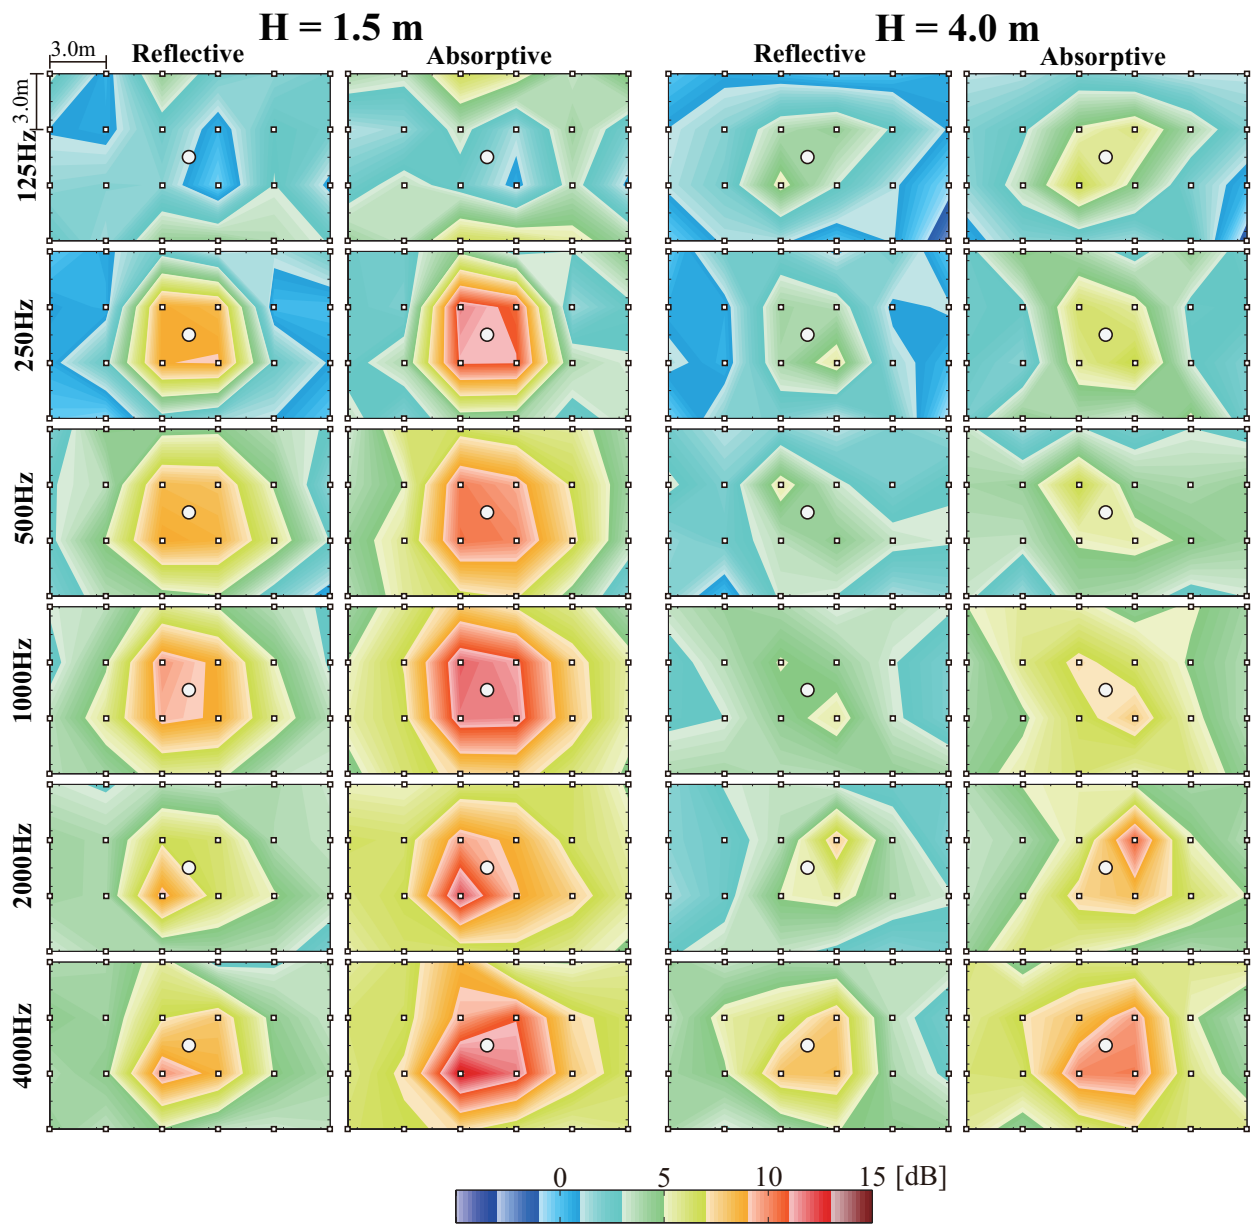 H = 1.5 m
H = 4.0 m
Reflective
Absorptive
Reflective
Absorptive
3.0m
3.0m
125Hz
250Hz
500Hz
1000Hz
2000Hz
4000Hz
0
5
10
15 [dB]